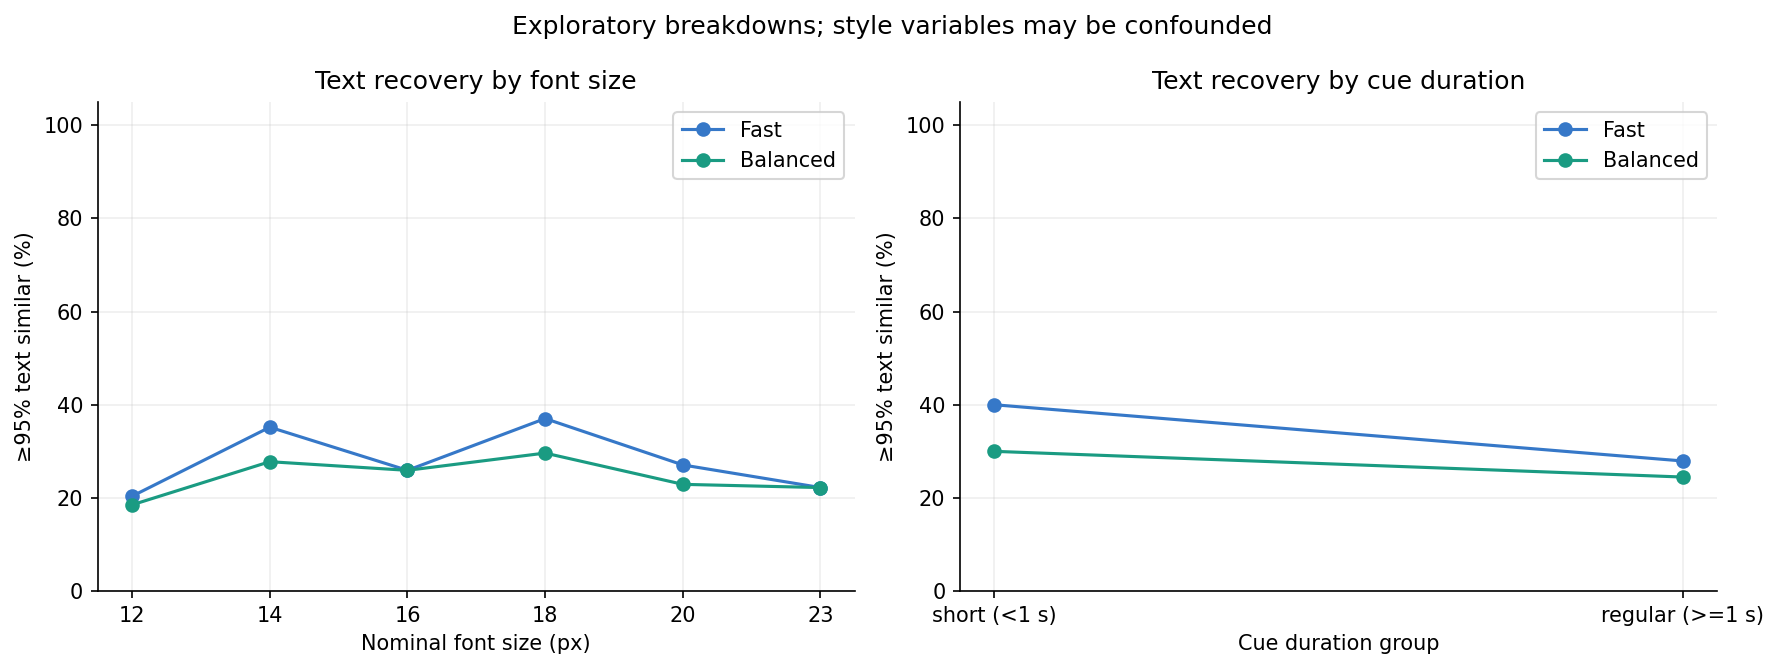 Exploratory breakdowns; style variables may be confounded
Text recovery by font size
≥95% text similar (%)
100
80
60
40
20
0
12 14 16 18 20 23
Nominal font size (px)
Fast
Balanced
Text recovery by cue duration
≥95% text similar (%)
100
80
60
40
20
0
short (<1 s) regular (>=1 s)
Cue duration group
Fast
Balanced